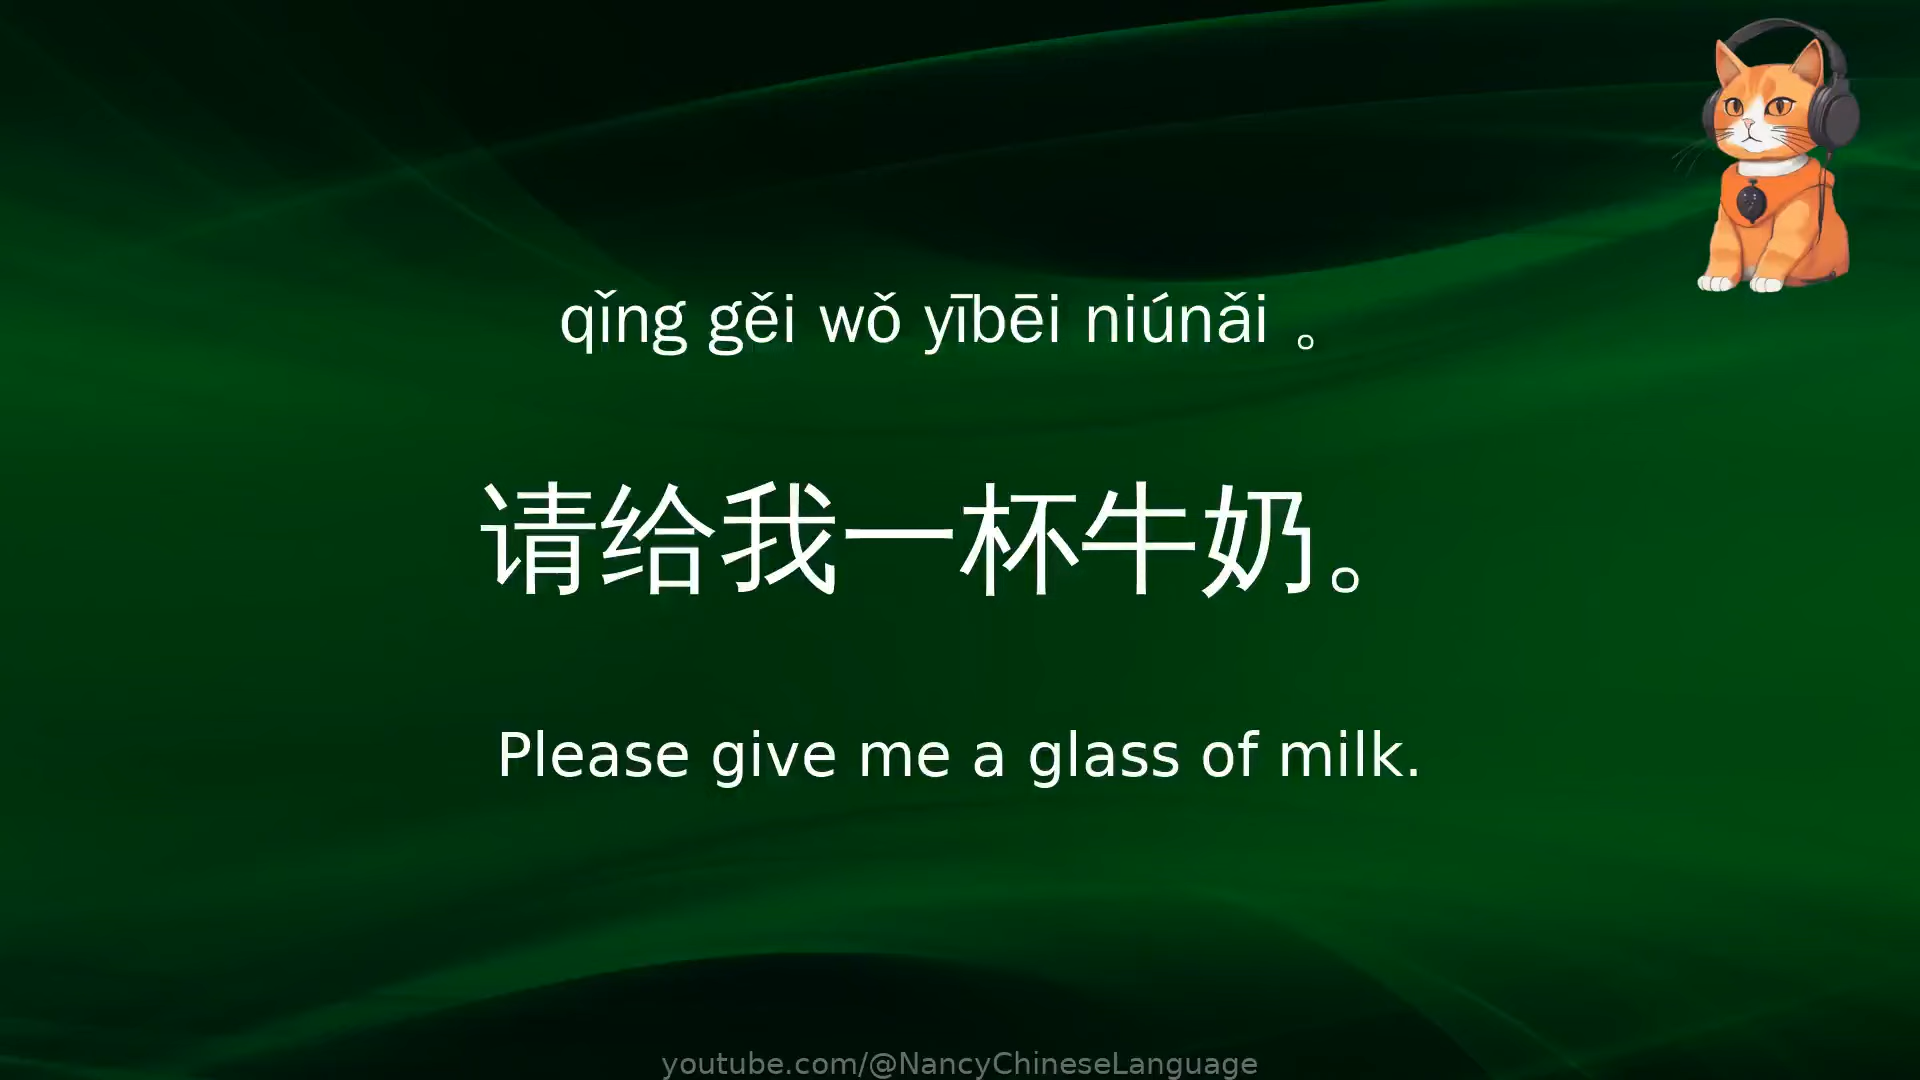 qǐng gěi wǒ yībēi niúnǎi 。
请给我一杯牛奶。
Please give me a glass of milk.
youtube.com/@NancyChineseLanguage